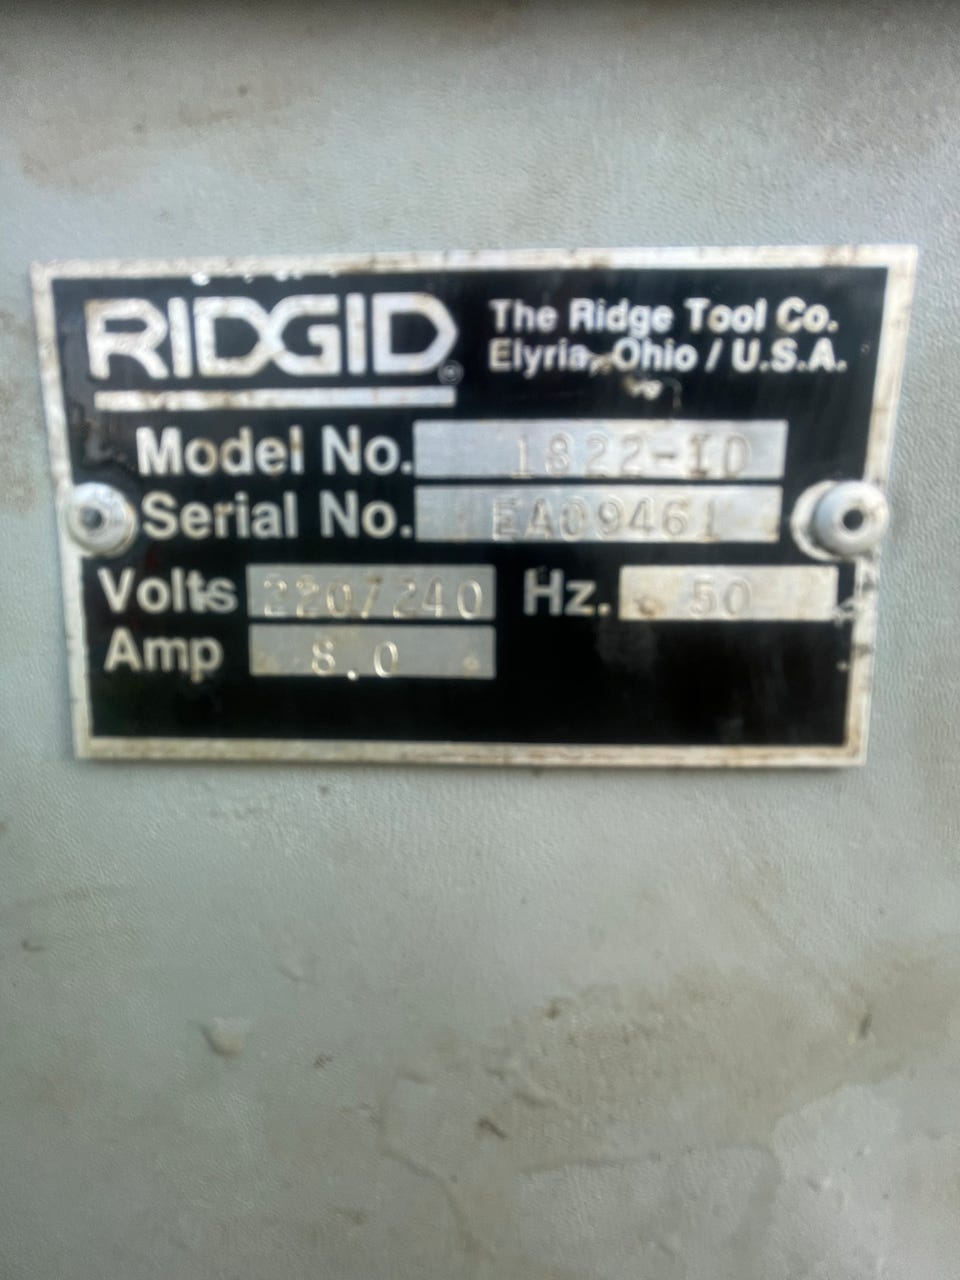 RIDGID®
The Ridge Tool Co.
Elyria, Ohio / U.S.A.
Model No. 1822-ID
Serial No. EA09461
Volts 220/240 Hz. 50
Amp 8.0